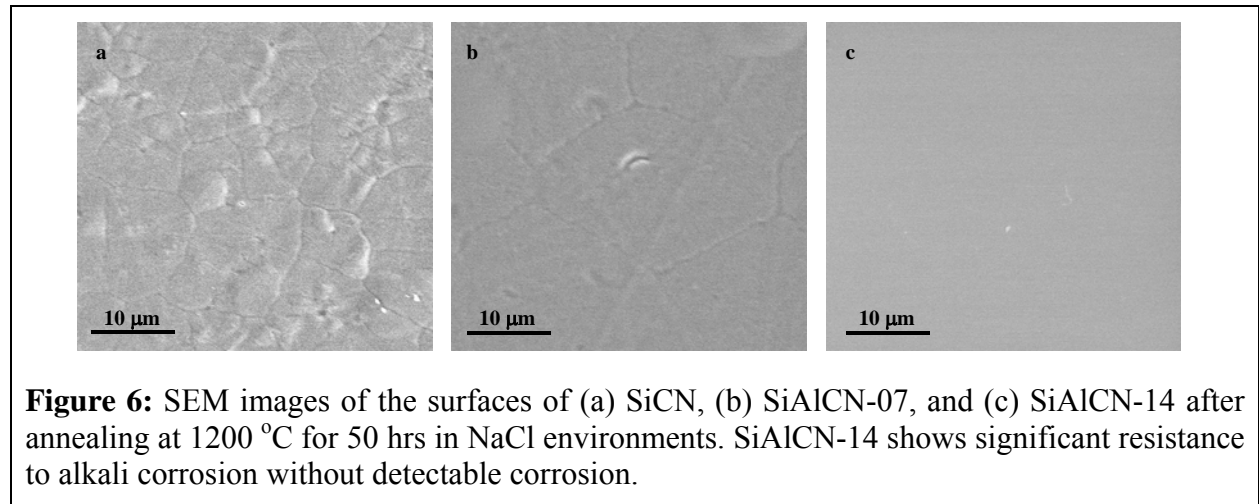 a b c
10 μm 10 μm 10 μm
Figure 6: SEM images of the surfaces of (a) SiCN, (b) SiAlCN-07, and (c) SiAlCN-14 after
annealing at 1200 °C for 50 hrs in NaCl environments. SiAlCN-14 shows significant resistance
to alkali corrosion without detectable corrosion.